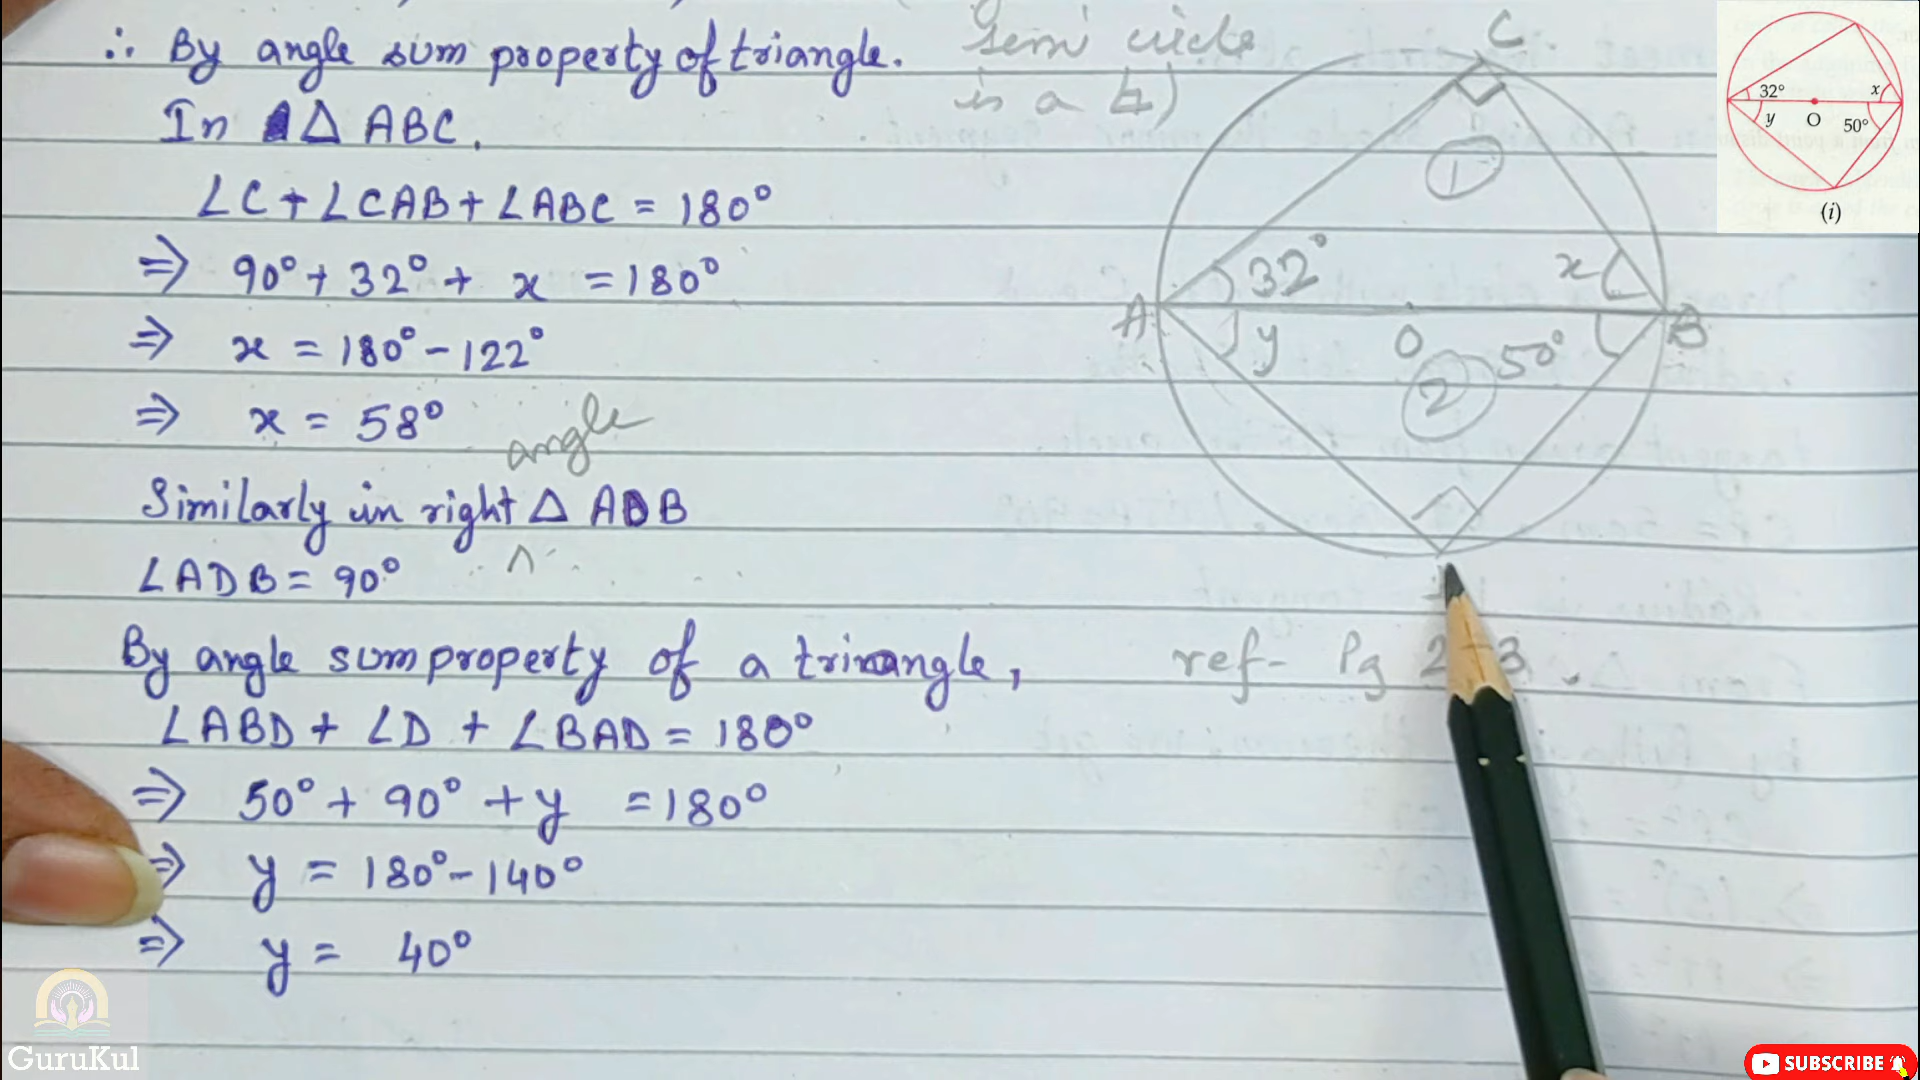 ∴ By angle sum property of triangle.
In △ ABC,
∠C + ∠CAB + ∠ABC = 180°
⇒ 90° + 32° + x = 180°
⇒ x = 180° - 122°
⇒ x = 58°
angle
Similarly in right △ ADB
∠ADB = 90°
By angle sum property of a triangle,
∠ABD + ∠D + ∠BAD = 180°
⇒ 50° + 90° + y = 180°
⇒ y = 180° - 140°
⇒ y = 40°
Semi circle
is a
C
1
32°
x
A
B
y
O
50°
2
ref- Pg
32°
x
y
O
50°
(i)
GuruKul
SUBSCRIBE